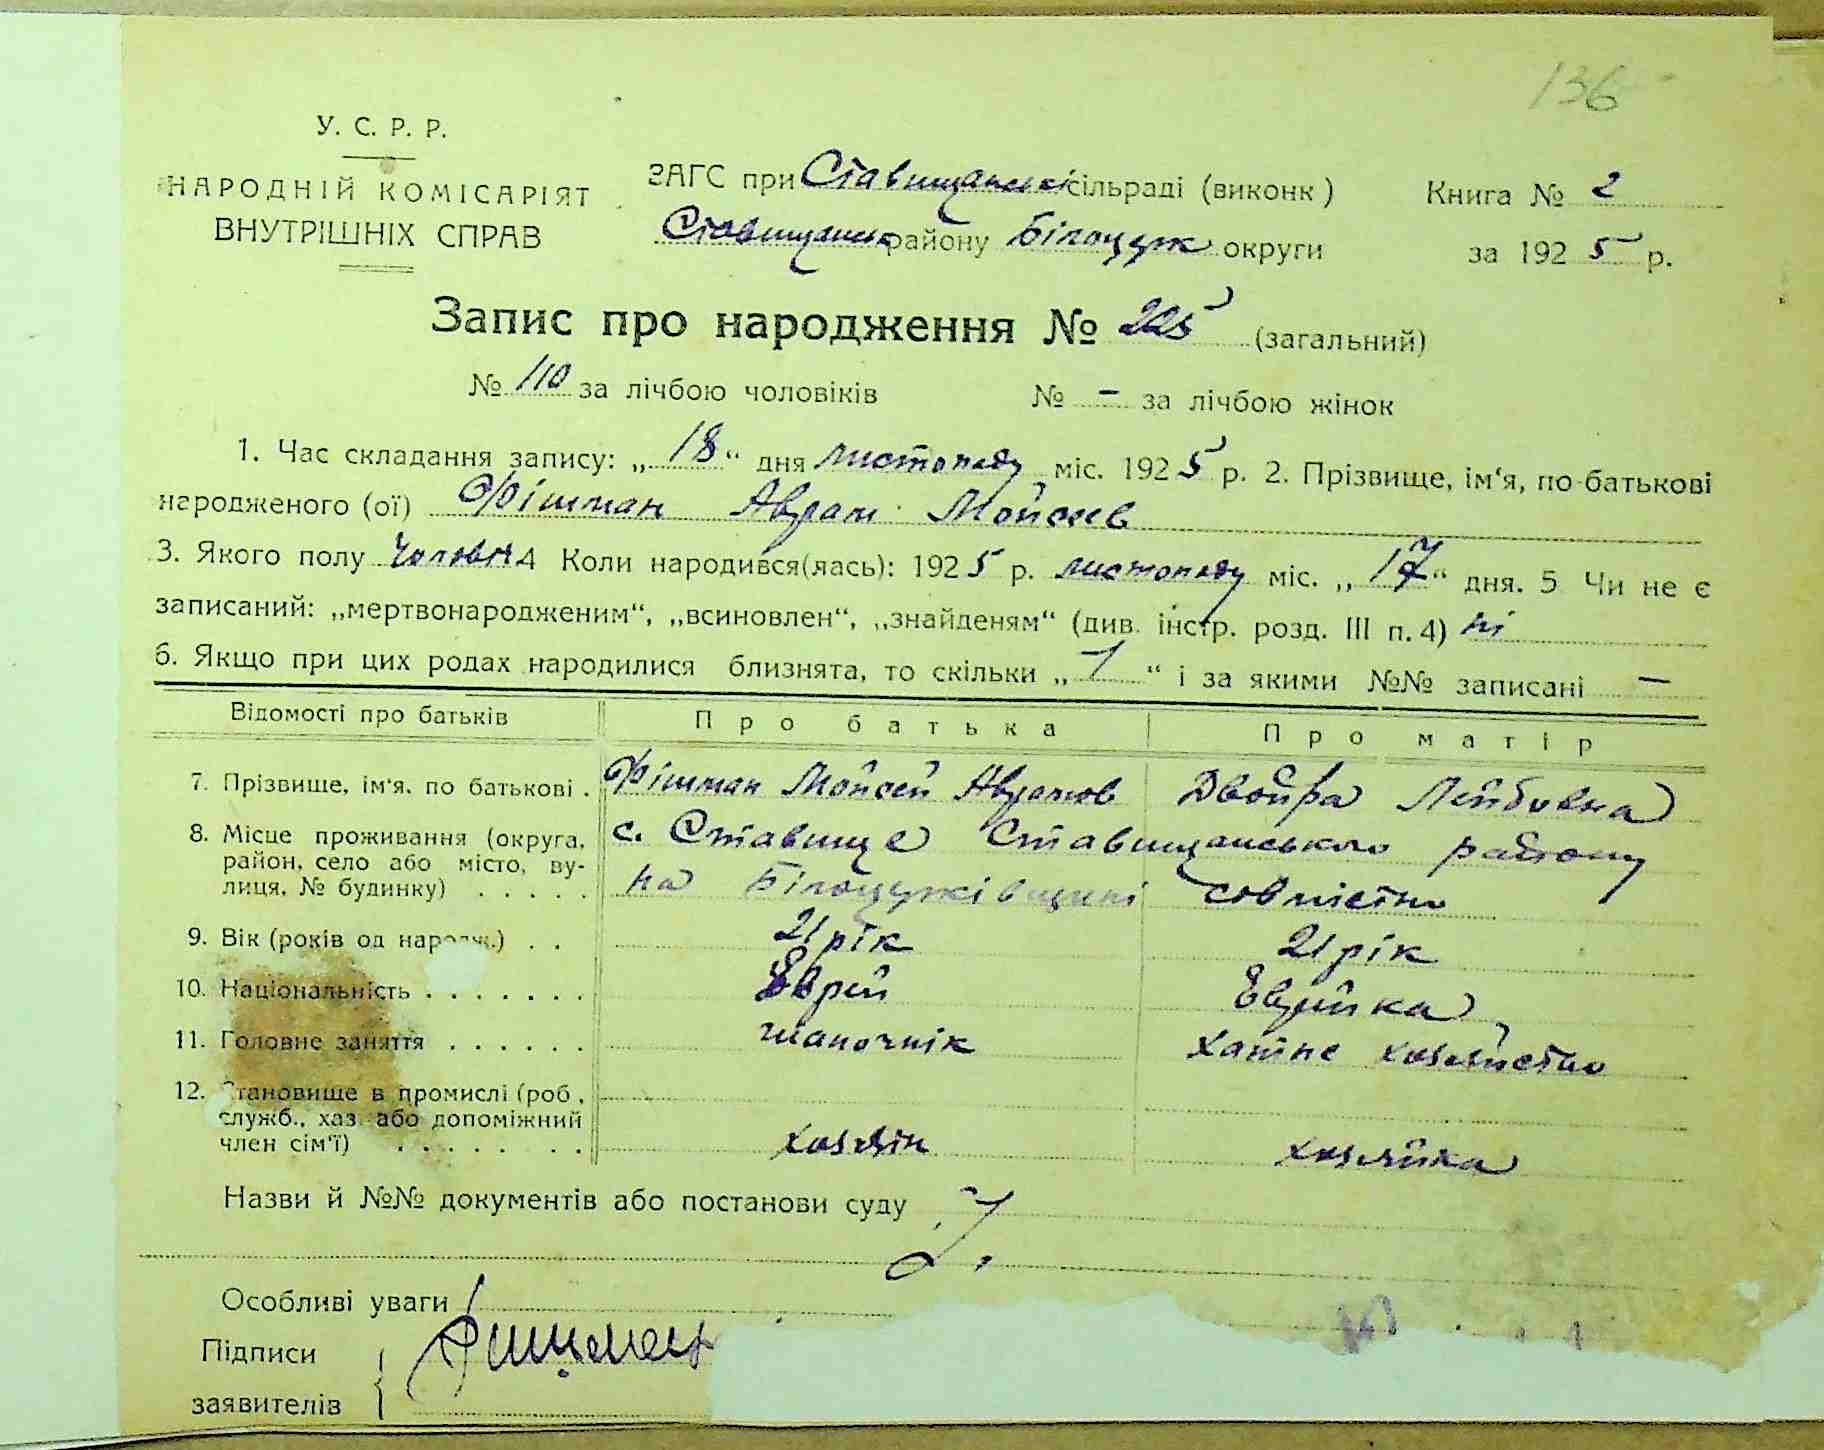 136
У. С. Р. Р.
НАРОДНІЙ КОМІСАРІЯТ
ВНУТРІШНІХ СПРАВ
ЗАГС при Ставищанські сільраді (виконк)
Ставищанськ району Білоцерк округи
Книга № 2
за 1925 р.
Запис про народження № 225 (загальний)
№ 110 за лічбою чоловіків № – за лічбою жінок
1. Час складання запису: „18“ дня листопаду міс. 1925 р. 2. Прізвище, ім‘я, по-батькові
народженого (ої) Фішман Аврам Мойсеєв
3. Якого полу чоловіч 4 Коли народився(лась): 1925 р. листопаду міс. „17“ дня. 5 Чи не є
записаний: „мертвонародженим“, „всиновлен“, „знайденям“ (див. інстр. розд. III п. 4) ні
6. Якщо при цих родах народилися близнята, то скільки „ “ і за якими №№ записані —
Відомості про батьків Про батька Про матір
7. Прізвище, ім‘я, по батькові . Фішман Мойсей Аврамов Двойра Лейбовна
8. Місце проживання (округа, район, село або місто, ву-лиця, № будинку) . . . . .
с. Ставище Ставищанського району
на Білоцерківщині совмістно
9. Вік (років од народж.) . . 21 рік 21 рік
10. Національність . . . . . . . Еврей Еврейка
11. Головне заняття . . . . . . шапочнік хатнє хозяйство
12. Становище в промислі (роб,
служб., хаз. або допоміжний
член сім‘ї) . . . . . . . хозяїн хозяйка
Назви й №№ документів або постанови суду
Особливі уваги
Підписи
заявителів